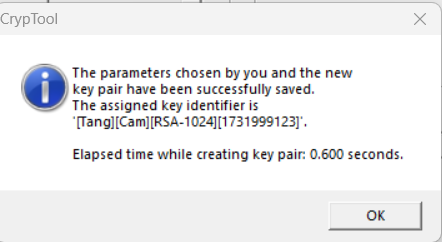 CrypTool
The parameters chosen by you and the new
key pair have been successfully saved.
The assigned key identifier is
'[Tang][Cam][RSA-1024][1731999123]'.
Elapsed time while creating key pair: 0.600 seconds.
OK